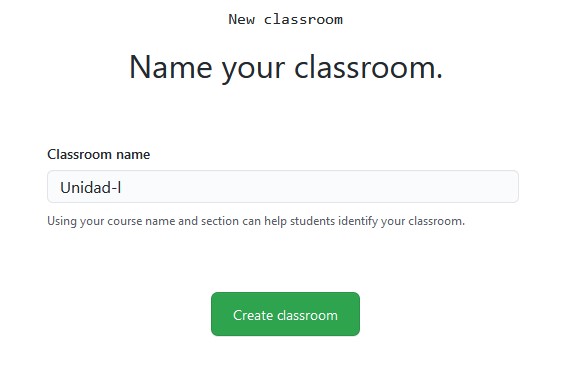 New classroom
Name your classroom.
Classroom name
Unidad-l
Using your course name and section can help students identify your classroom.
Create classroom